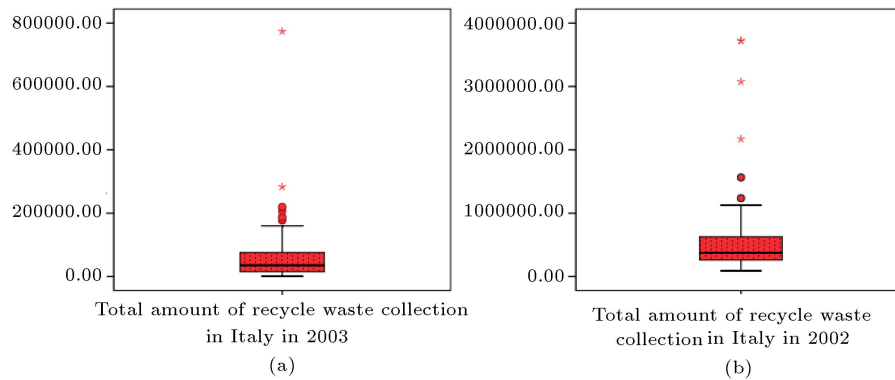 800000.00
600000.00
400000.00
200000.00
0.00
Total amount of recycle waste collection
in Italy in 2003
(a)
4000000.00
3000000.00
2000000.00
1000000.00
0.00
Total amount of recycle waste
collection in Italy in 2002
(b)